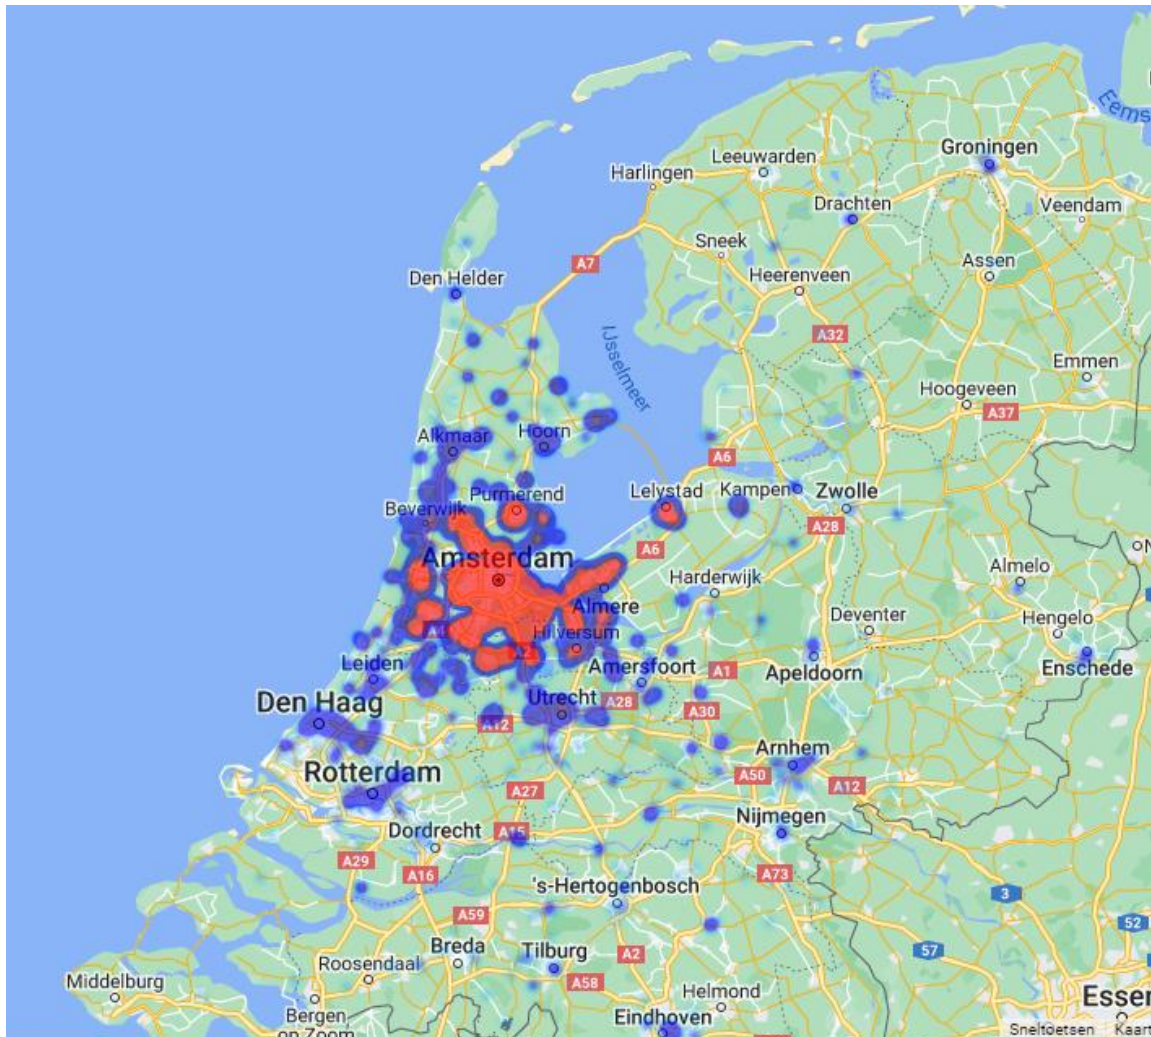 Eems
Groningen
Leeuwarden
Harlingen
Drachten
Veendam
Sneek
A7
Assen
Den Helder
Heerenveen
IJsselmeer
A32
Emmen
Hoogeveen
A37
Alkmaar
Hoorn
A6
Purmerend
Lelystad
Kampen
Zwolle
Beverwijk
A28
Amsterdam
A6
Almelo
Harderwijk
Almere
Deventer
Hengelo
Hilversum
A2
Leiden
Amersfoort
A1
Apeldoorn
Enschede
Den Haag
Utrecht
A28
A12
A30
Arnhem
Rotterdam
A50
A12
A27
Nijmegen
Dordrecht
A15
A29
A16
A73
's-Hertogenbosch
3
A59
52
Breda
Tilburg
A2
57
Roosendaal
Middelburg
A58
Helmond
Essen
Bergen
op Zoom
Eindhoven
Sneltoetsen
Kaart